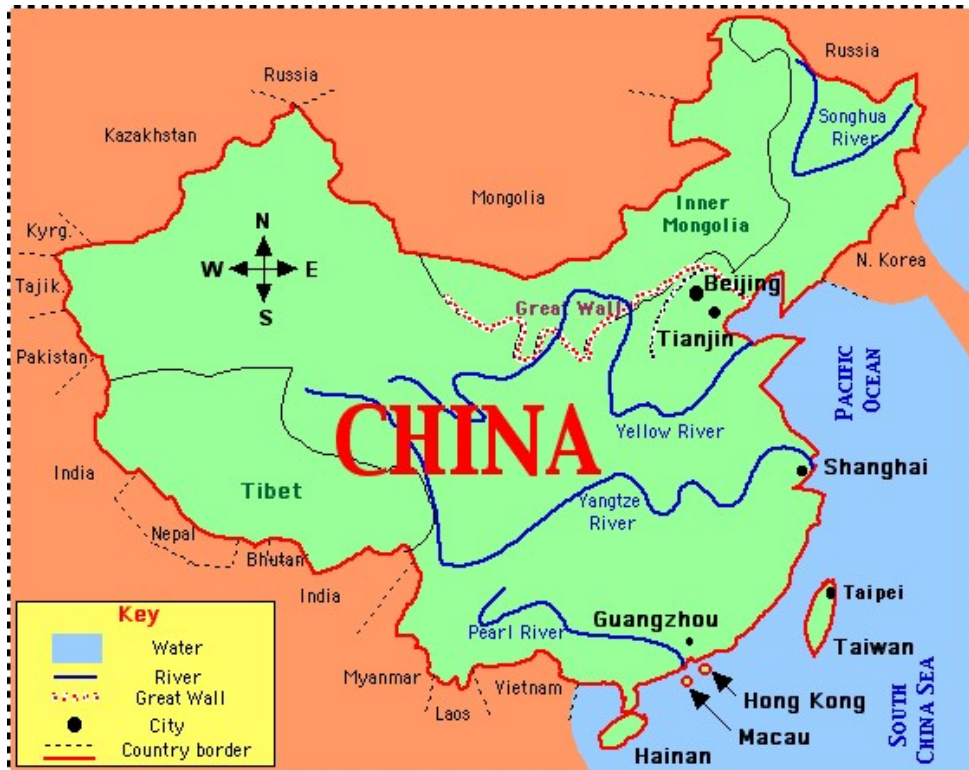 Russia
Russia
Kazakhstan
Songhua
River
Mongolia
Inner
Mongolia
N
Kyrg.
W
E
N. Korea
Tajik.
S
Beijing
Great Wall
Tianjin
Pakistan
PACIFIC
OCEAN
CHINA
Yellow River
India
Shanghai
Tibet
Yangtze
River
Nepal
Bhutan
India
Taipei
Key
Guangzhou
Pearl River
Taiwan
Water
River
Myanmar
Vietnam
Great Wall
Hong Kong
Laos
City
SOUTH
CHINA SEA
Macau
Country border
Hainan